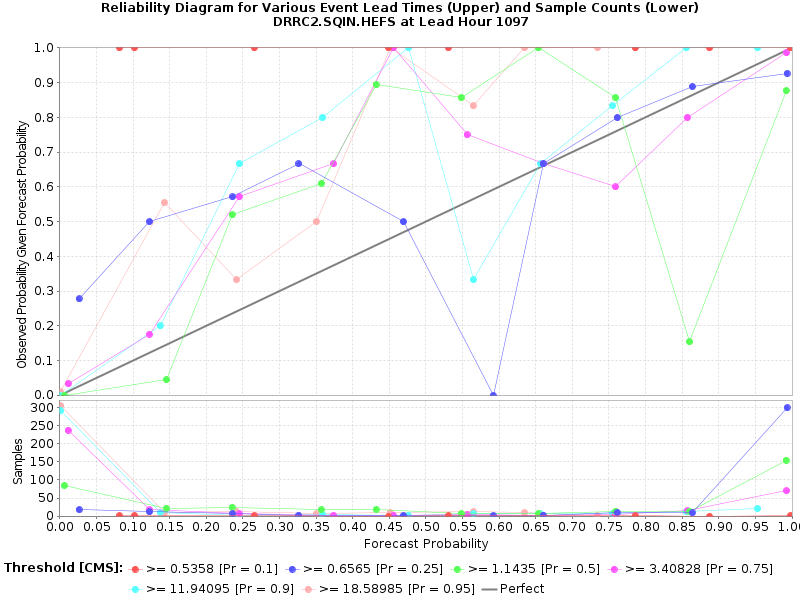 Reliability Diagram for Various Event Lead Times (Upper) and Sample Counts (Lower)
DRRC2.SQIN.HEFS at Lead Hour 1097
Observed Probability Given Forecast Probability
1.0
0.9
0.8
0.7
0.6
0.5
0.4
0.3
0.2
0.1
0.0
Samples
300
250
200
150
100
50
0
0.00 0.05 0.10 0.15 0.20 0.25 0.30 0.35 0.40 0.45 0.50 0.55 0.60 0.65 0.70 0.75 0.80 0.85 0.90 0.95 1.00
Forecast Probability
Threshold [CMS]: >= 0.5358 [Pr = 0.1] >= 0.6565 [Pr = 0.25] >= 1.1435 [Pr = 0.5] >= 3.40828 [Pr = 0.75]
>= 11.94095 [Pr = 0.9] >= 18.58985 [Pr = 0.95] Perfect